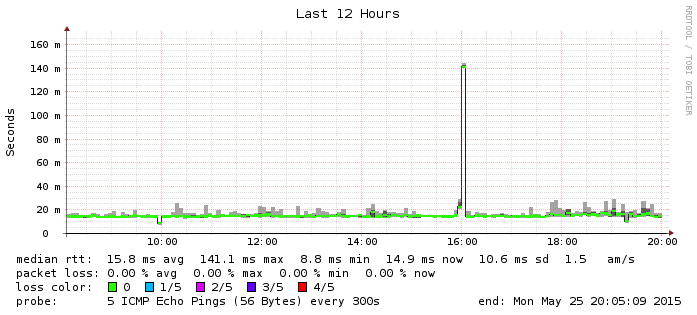 Last 12 Hours
RRDTOOL / TOBI OETIKER
Seconds
160 m
140 m
120 m
100 m
80 m
60 m
40 m
20 m
0
10:00 12:00 14:00 16:00 18:00 20:00
median rtt: 15.8 ms avg 141.1 ms max 8.8 ms min 14.9 ms now 10.6 ms sd 1.5 am/s
packet loss: 0.00 % avg 0.00 % max 0.00 % min 0.00 % now
loss color: 0 1/5 2/5 3/5 4/5
probe: 5 ICMP Echo Pings (56 Bytes) every 300s end: Mon May 25 20:05:09 2015